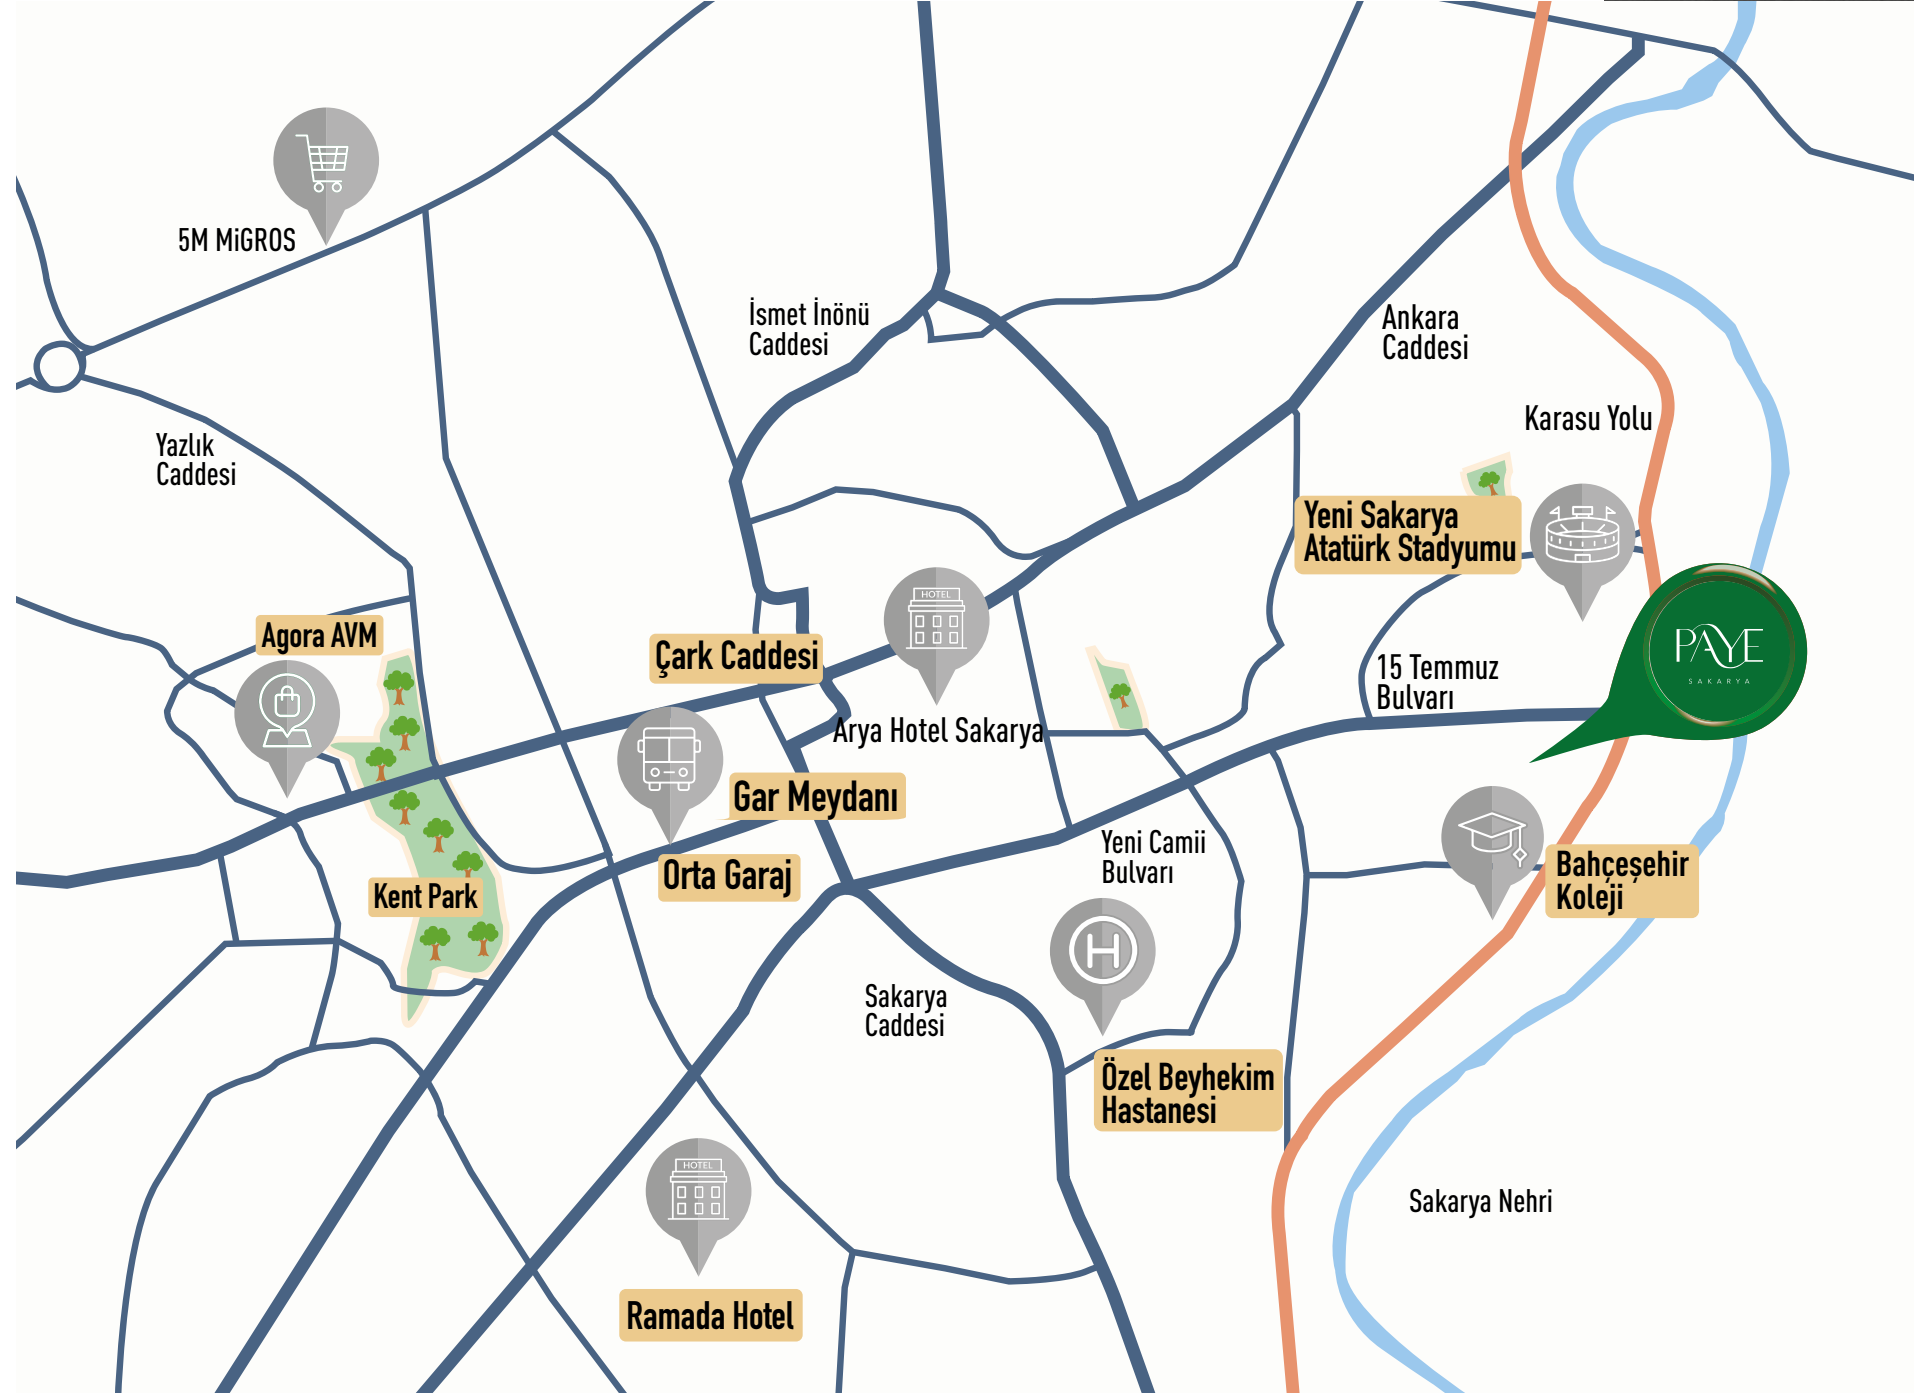 5M MiGROS
İsmet İnönü
Caddesi
Ankara
Caddesi
Karasu Yolu
Yazlık
Caddesi
Yeni Sakarya
Atatürk Stadyumu
HOTEL
Agora AVM
Çark Caddesi
PAYE
SAKARYA
15 Temmuz
Bulvarı
Arya Hotel Sakarya
Gar Meydanı
Yeni Camii
Bulvarı
Orta Garaj
Bahçeşehir
Koleji
Kent Park
H
Sakarya
Caddesi
Özel Beyhekim
Hastanesi
HOTEL
Sakarya Nehri
Ramada Hotel